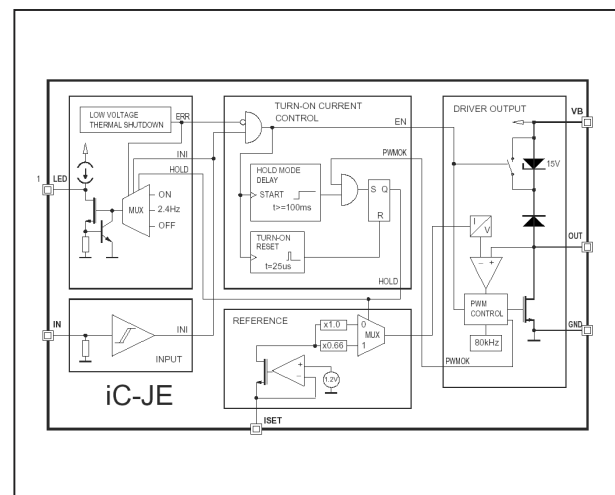 LOW VOLTAGE
THERMAL SHUTDOWN
ERR
INI
HOLD
1
LED
MUX
ON
2.4Hz
OFF
IN
INI
INPUT
iC-JE
TURN-ON CURRENT
CONTROL
EN
PWMOK
HOLD MODE
DELAY
START
t>=100ms
S Q
R
TURN-ON
RESET
t=25us
HOLD
REFERENCE
x1.0
0
MUX
x0.66
1
+
−
1.2V
ISET
DRIVER OUTPUT
VB
15V
I
V
OUT
− +
PWM
CONTROL
80kHz
GND
PWMOK